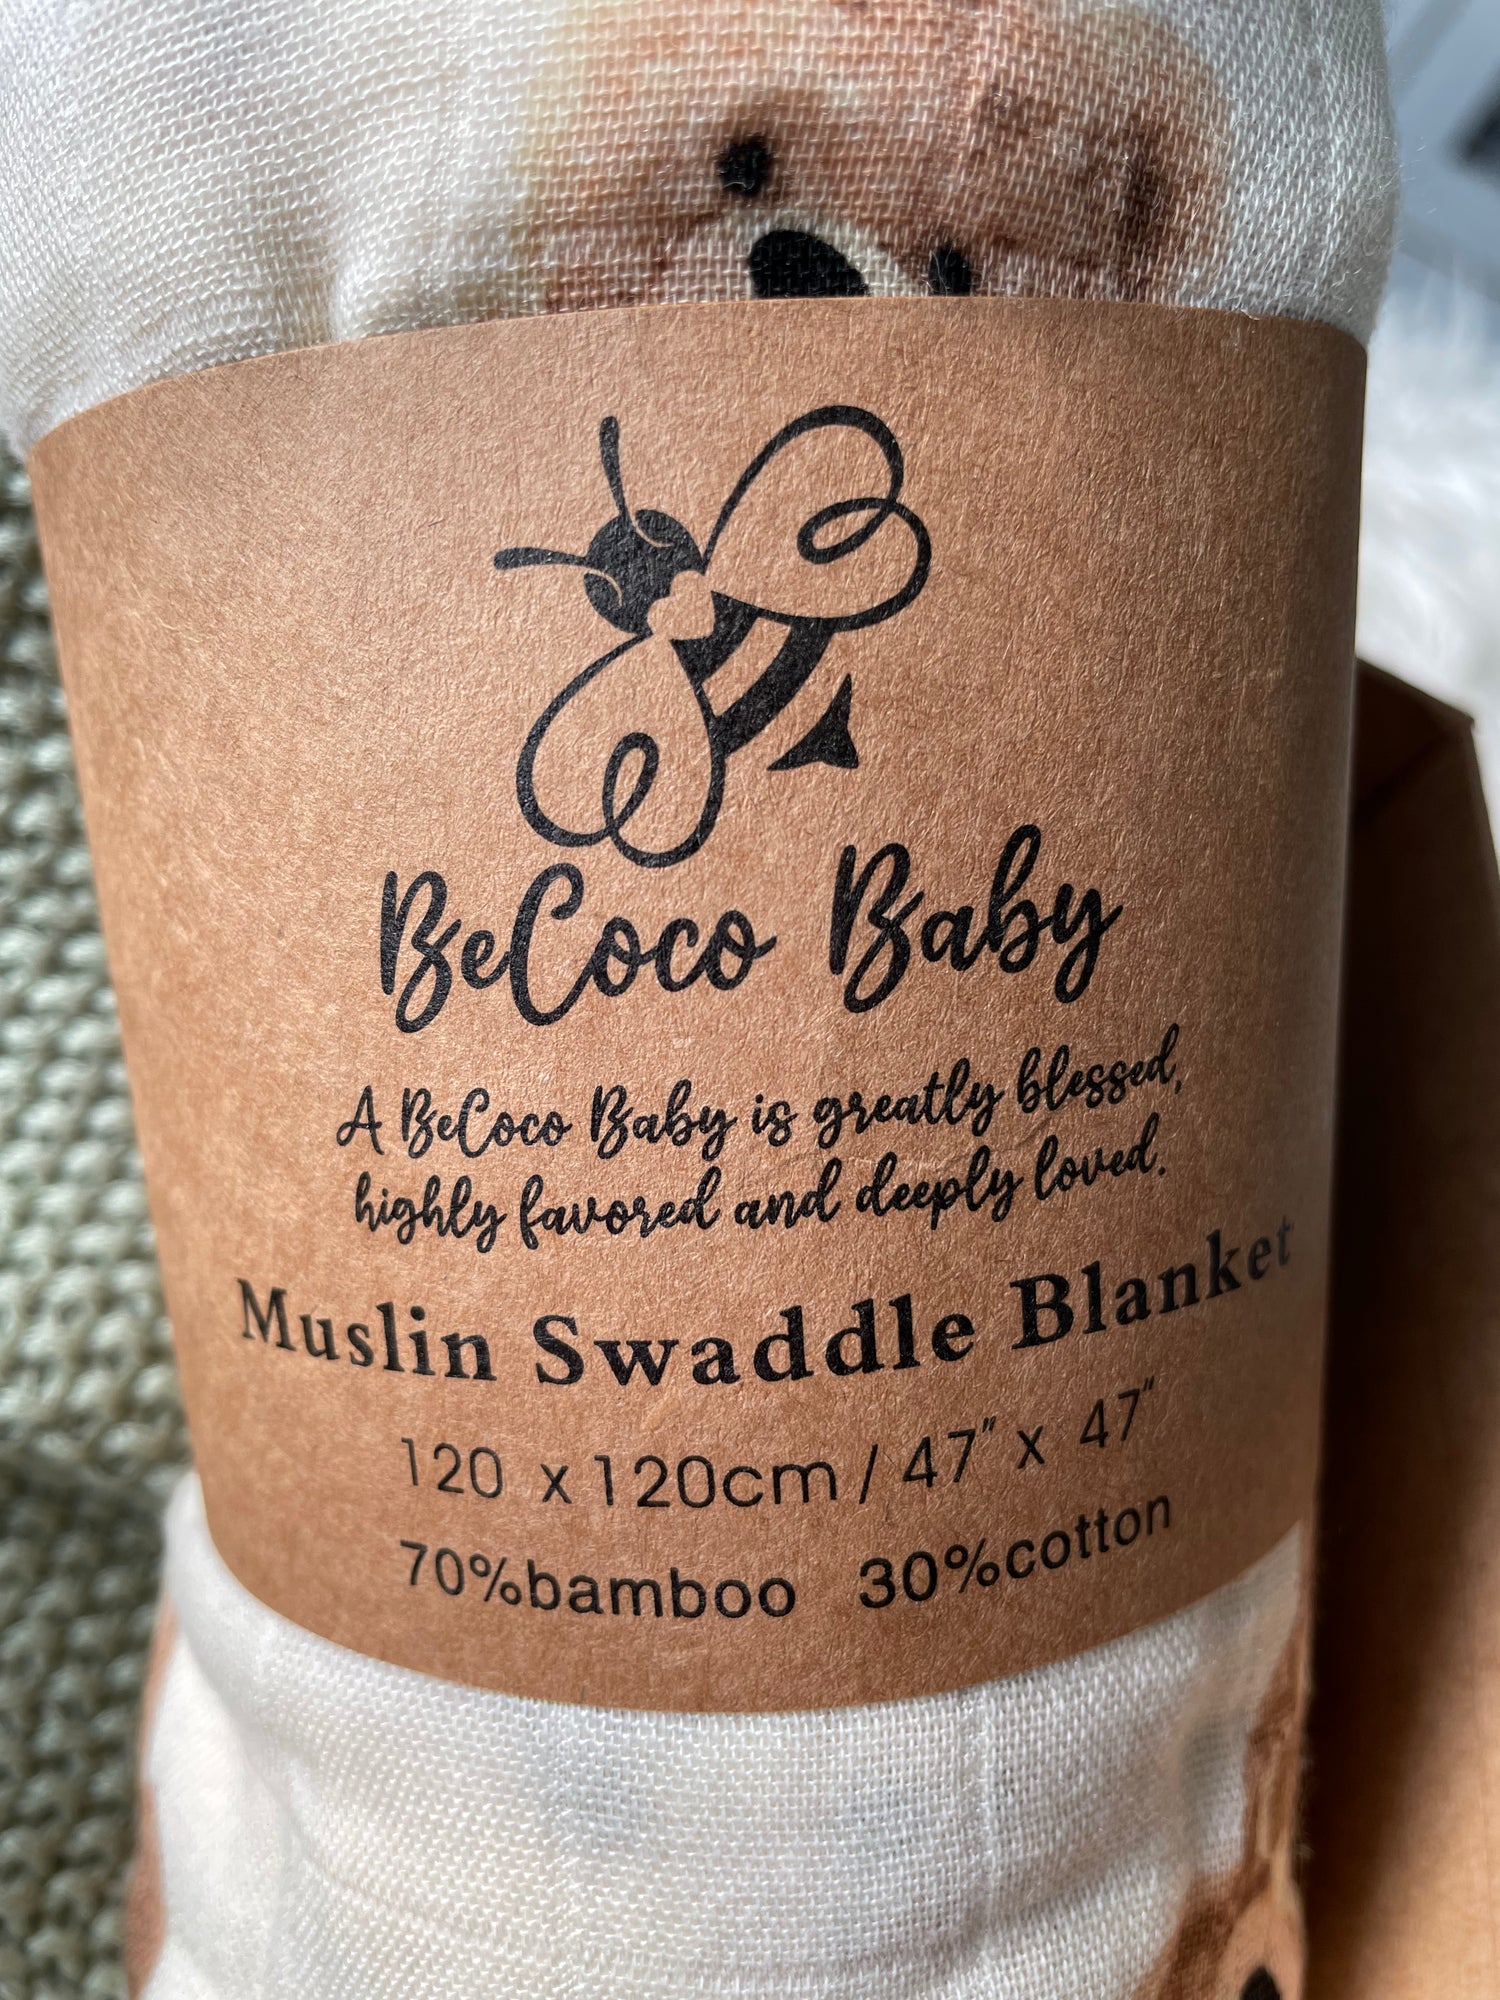 BeCoco Baby
A BeCoco Baby is greatly blessed,
highly favored and deeply loved.
Muslin Swaddle Blanket
120 x 120cm / 47" x 47"
70%bamboo 30%cotton